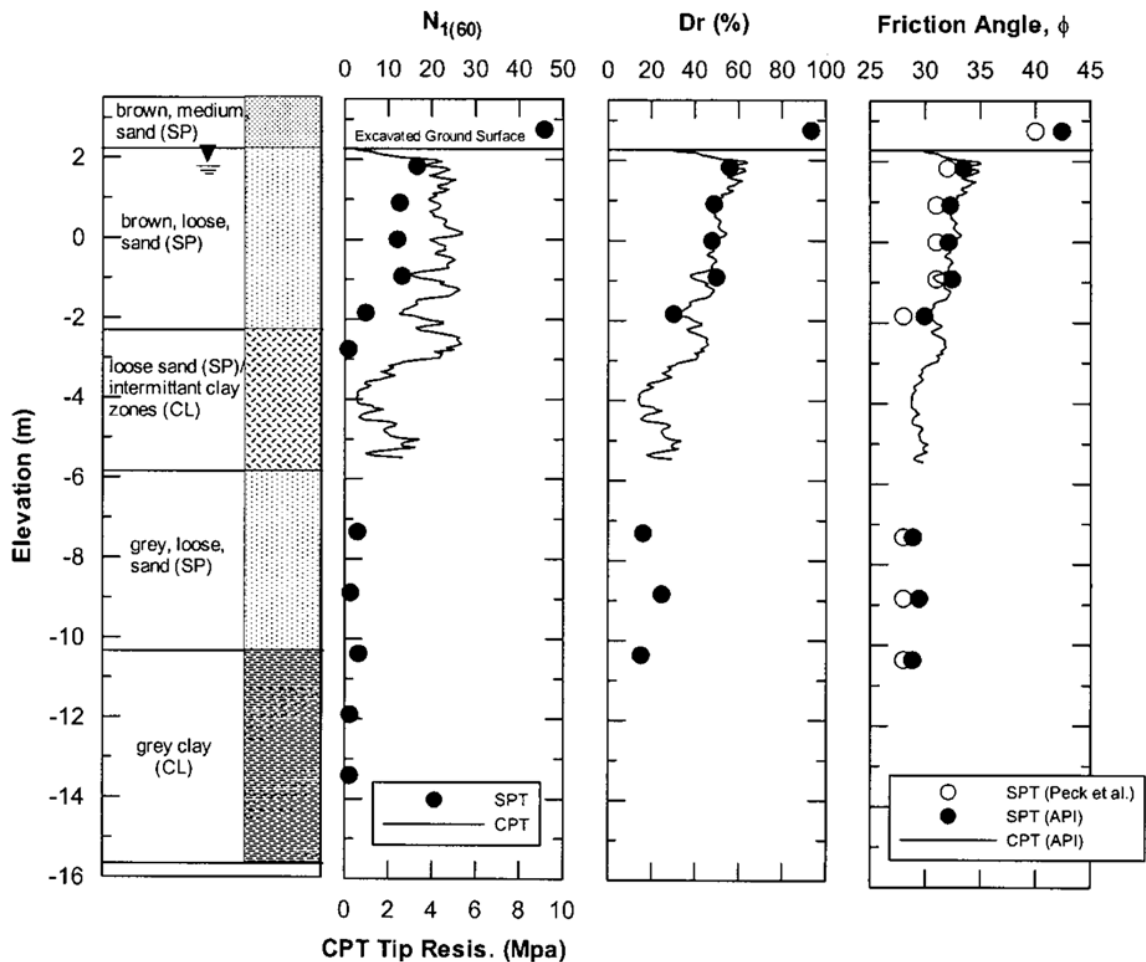 N1(60)
Dr (%)
Friction Angle, ϕ
0 10 20 30 40 50
0 20 40 60 80 100
25 30 35 40 45
brown, medium
sand (SP)
Excavated Ground Surface
2
brown, loose,
sand (SP)
0
-2
loose sand (SP)/
intermittant clay
zones (CL)
-4
Elevation (m)
-6
grey, loose,
sand (SP)
-8
-10
-12
grey clay
(CL)
-14
-16
SPT
CPT
SPT (Peck et al.)
SPT (API)
CPT (API)
0 2 4 6 8 10
CPT Tip Resis. (Mpa)